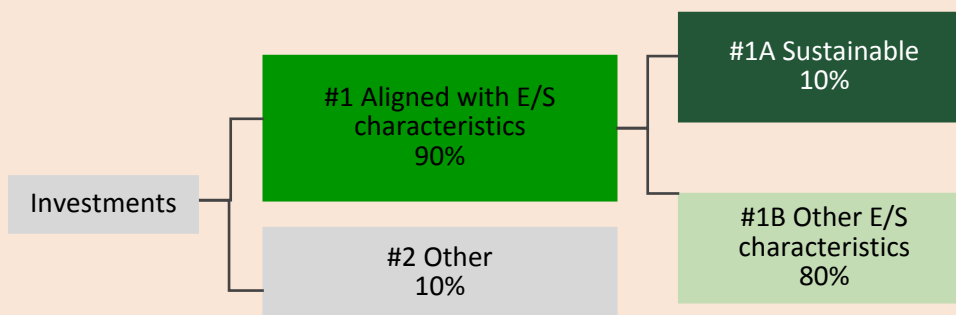 #1A Sustainable
10%
#1 Aligned with E/S
characteristics
90%
Investments
#1B Other E/S
characteristics
80%
#2 Other
10%